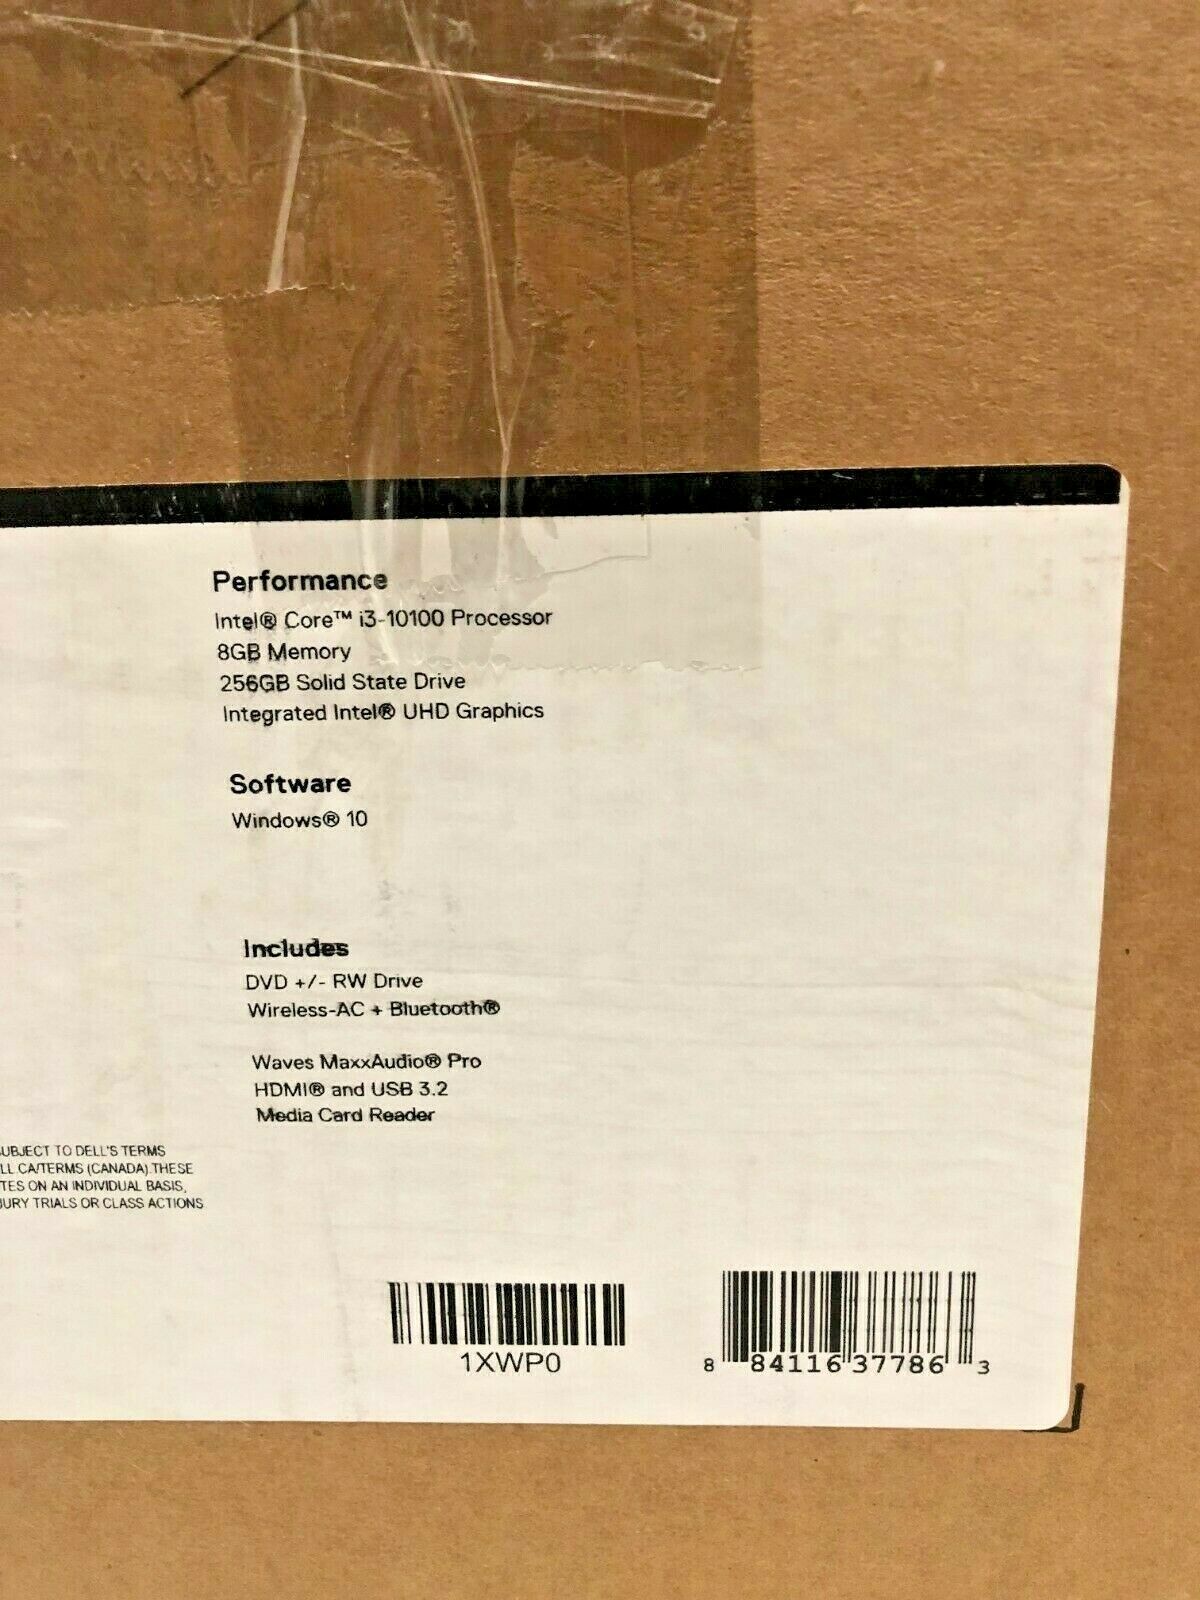 Performance
Intel® Core™ i3-10100 Processor
8GB Memory
256GB Solid State Drive
Integrated Intel® UHD Graphics
Software
Windows® 10
Includes
DVD +/- RW Drive
Wireless-AC + Bluetooth®
Waves MaxxAudio® Pro
HDMI® and USB 3.2
Media Card Reader
UBJECT TO DELL'S TERMS
LL.CA/TERMS (CANADA).THESE
TES ON AN INDIVIDUAL BASIS,
JURY TRIALS OR CLASS ACTIONS
1XWP0
8 84116 37786 3